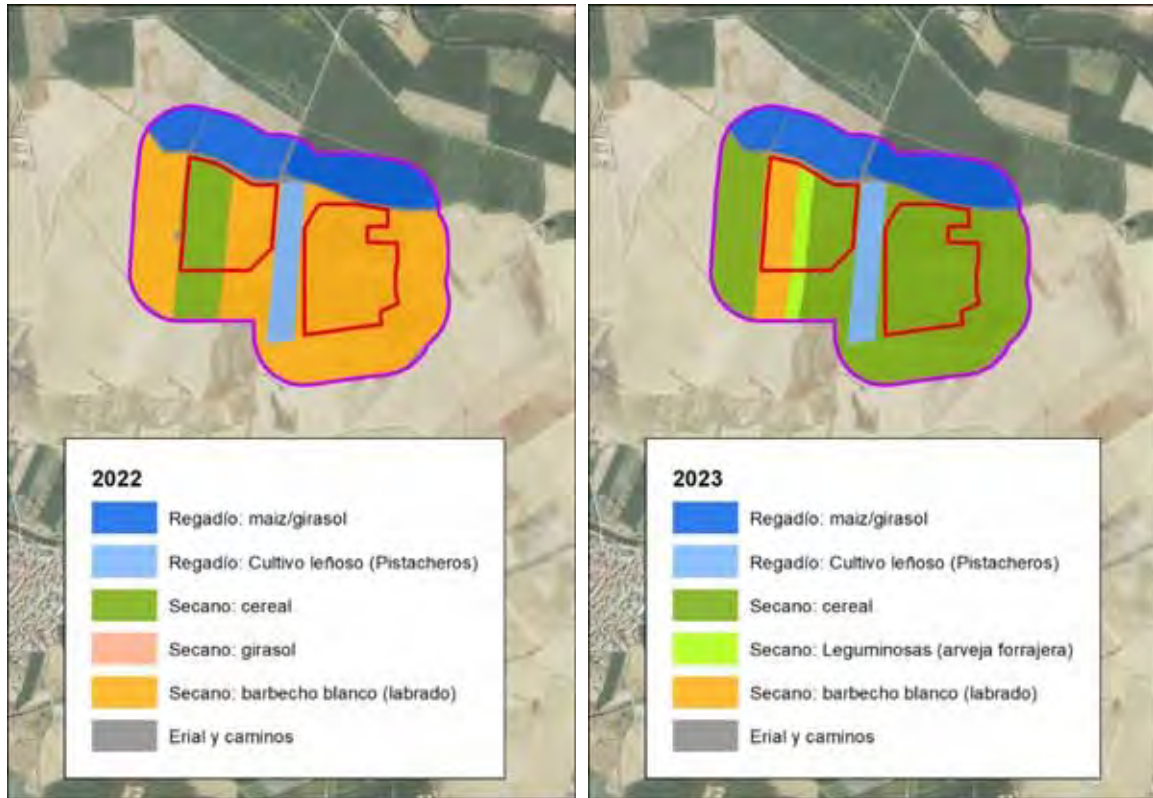 2022
Regadío: maiz/girasol
Regadío: Cultivo leñoso (Pistacheros)
Secano: cereal
Secano: girasol
Secano: barbecho blanco (labrado)
Erial y caminos
2023
Regadío: maiz/girasol
Regadío: Cultivo leñoso (Pistacheros)
Secano: cereal
Secano: Leguminosas (arveja forrajera)
Secano: barbecho blanco (labrado)
Erial y caminos